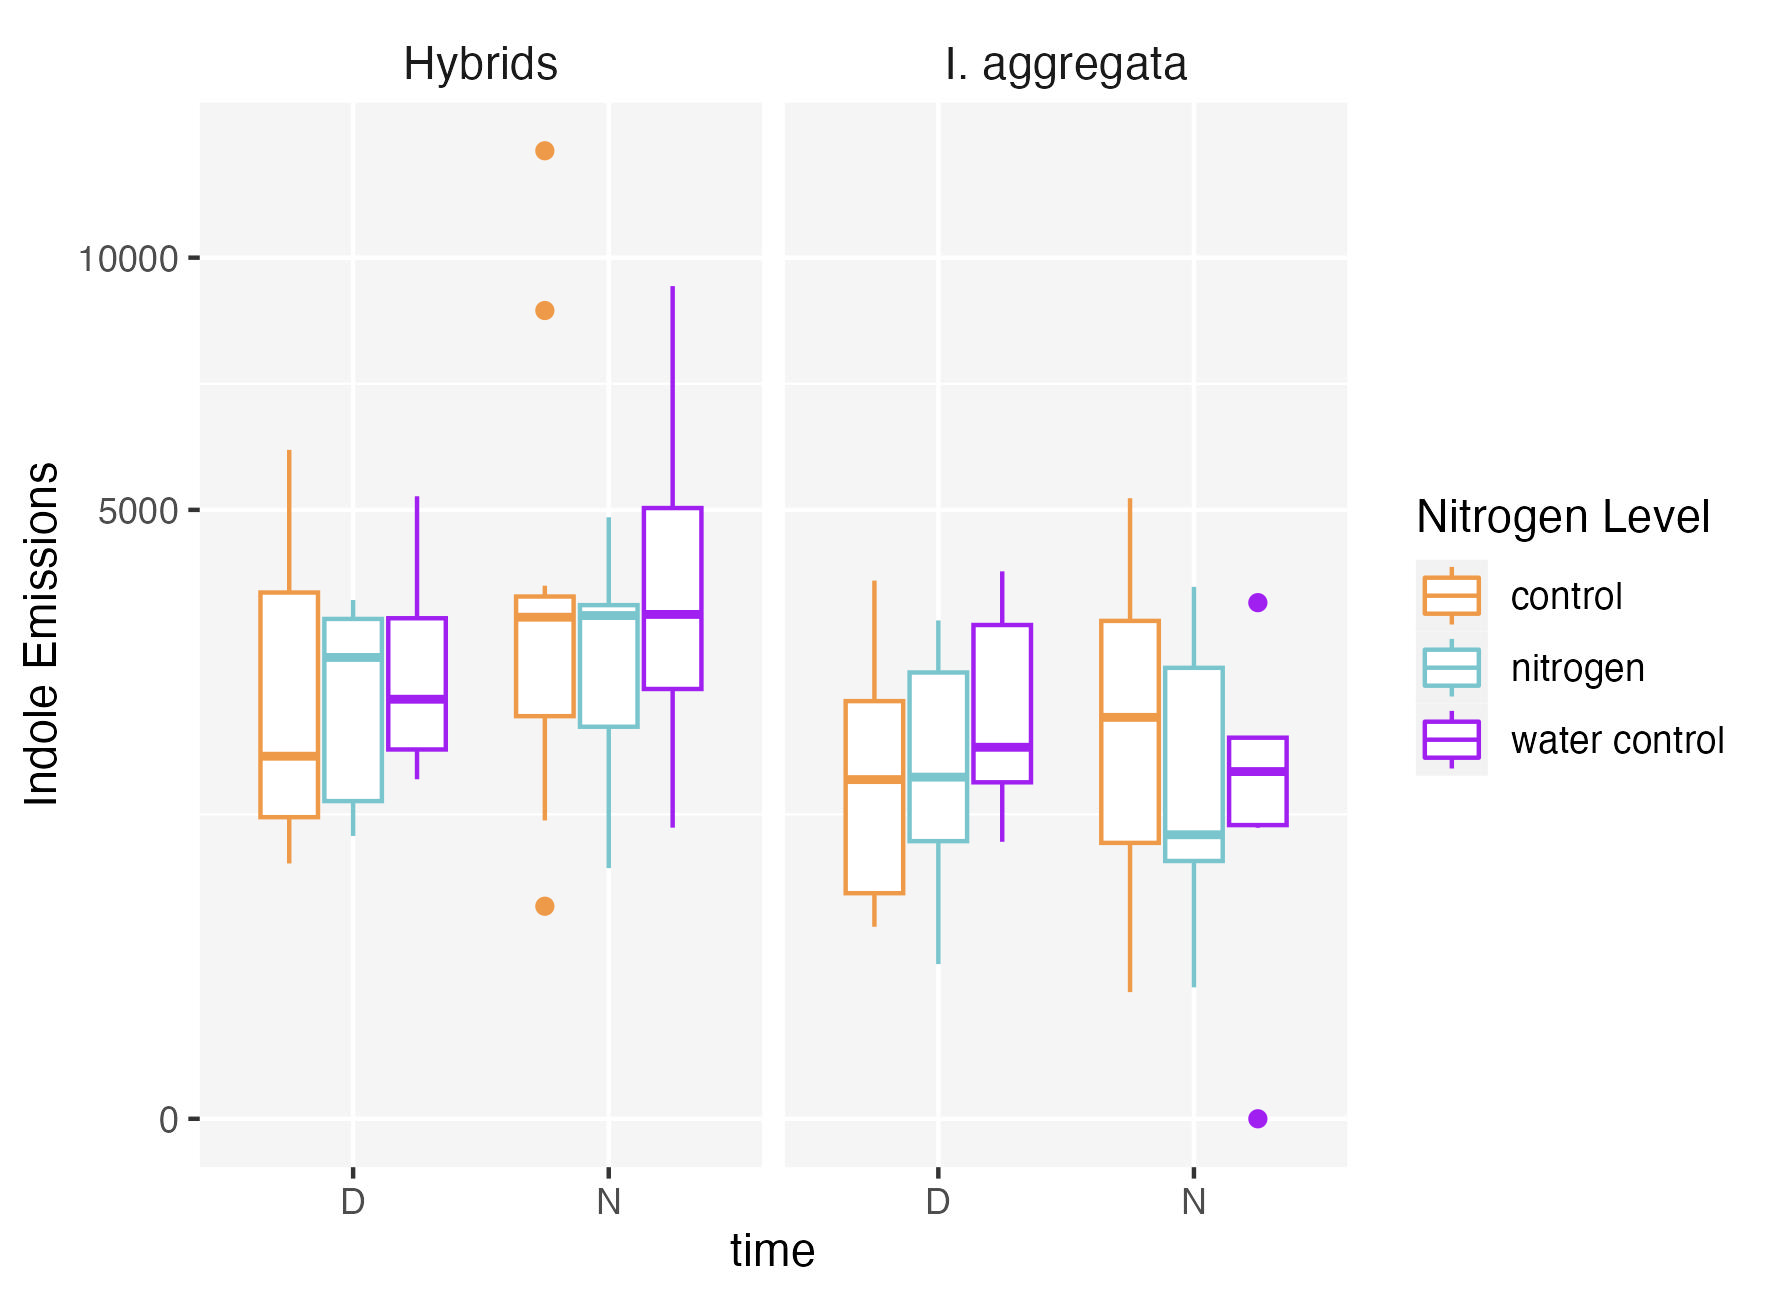 Hybrids
I. aggregata
Indole Emissions
10000
5000
0
D
N
D
N
time
Nitrogen Level
control
nitrogen
water control